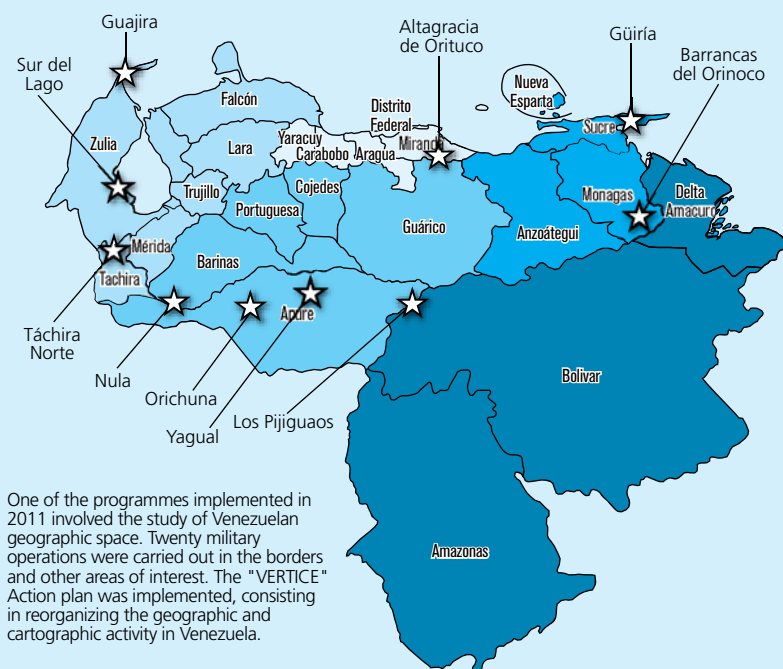 Guajira
Altagracia
de Orituco
Güiría
Sur del
Lago
Barrancas
del Orinoco
Nueva
Esparta
Falcón
Distrito
Federal
Sucre
Zulia
Lara
Yaracuy
Carabobo
Aragua
Miranda
Trujillo
Cojedes
Monagas
Delta
Amacuro
Portuguesa
Guárico
Anzoátegui
Mérida
Barinas
Tachira
Apure
Táchira
Norte
Nula
Orichuna
Yagual
Los Pijiguaos
Bolivar
Amazonas
One of the programmes implemented in
2011 involved the study of Venezuelan
geographic space. Twenty military
operations were carried out in the borders
and other areas of interest. The "VERTICE"
Action plan was implemented, consisting
in reorganizing the geographic and
cartographic activity in Venezuela.